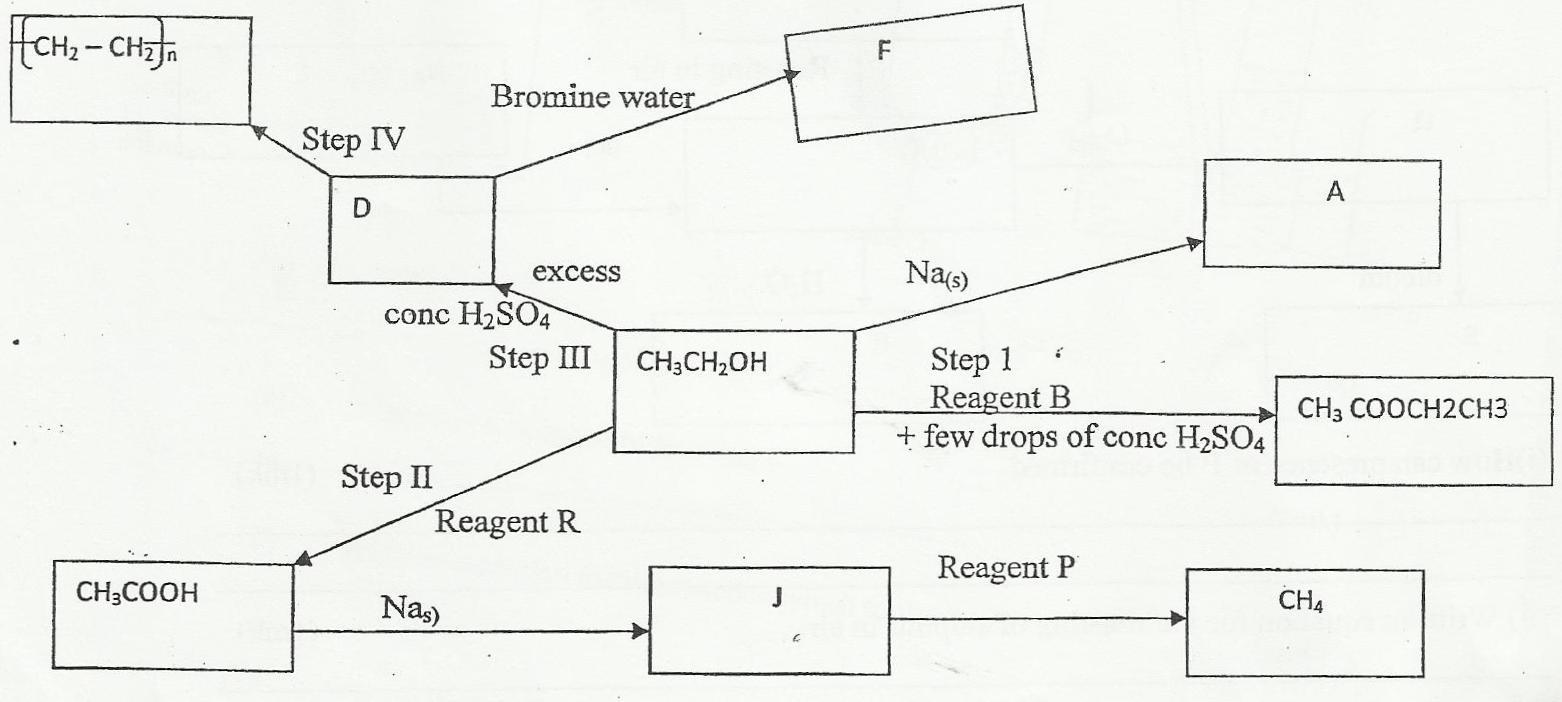 [CH₂ – CH₂]n
F
Bromine water
Step IV
A
D
excess
Na(s)
conc H₂SO₄
Step III
CH₃CH₂OH
Step 1
Reagent B
+ few drops of conc H₂SO₄
CH₃ COOCH2CH3
Step II
Reagent R
CH₃COOH
Naₛ)
J
Reagent P
CH₄